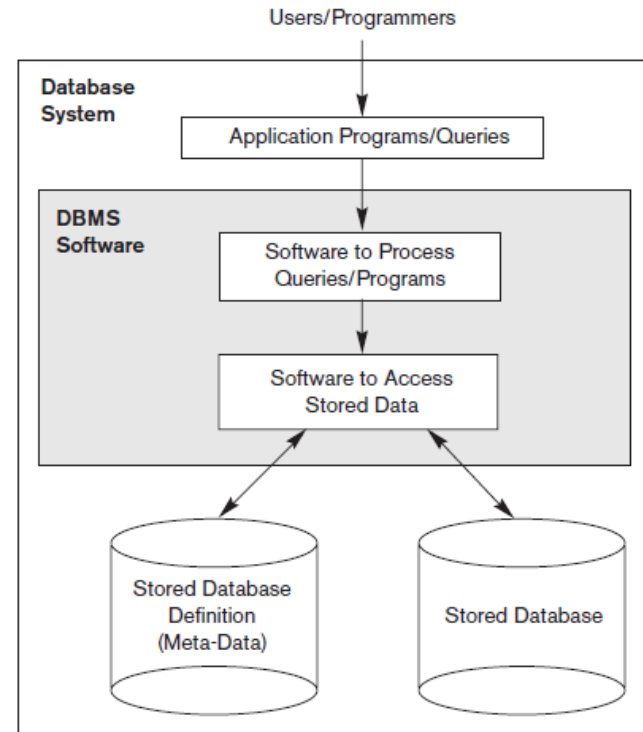 Users/Programmers
Database
System
Application Programs/Queries
DBMS
Software
Software to Process
Queries/Programs
Software to Access
Stored Data
Stored Database
Definition
(Meta-Data)
Stored Database